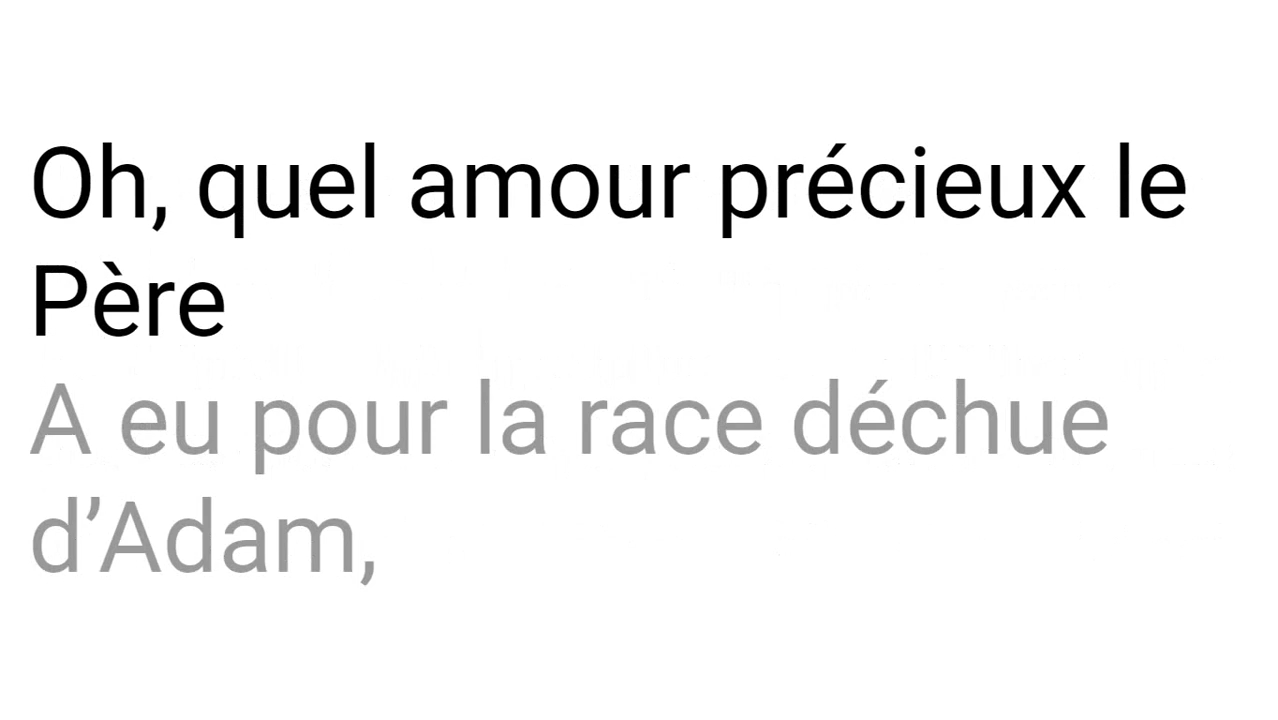 Oh, quel amour précieux le
Père
A eu pour la race déchue
d’Adam,